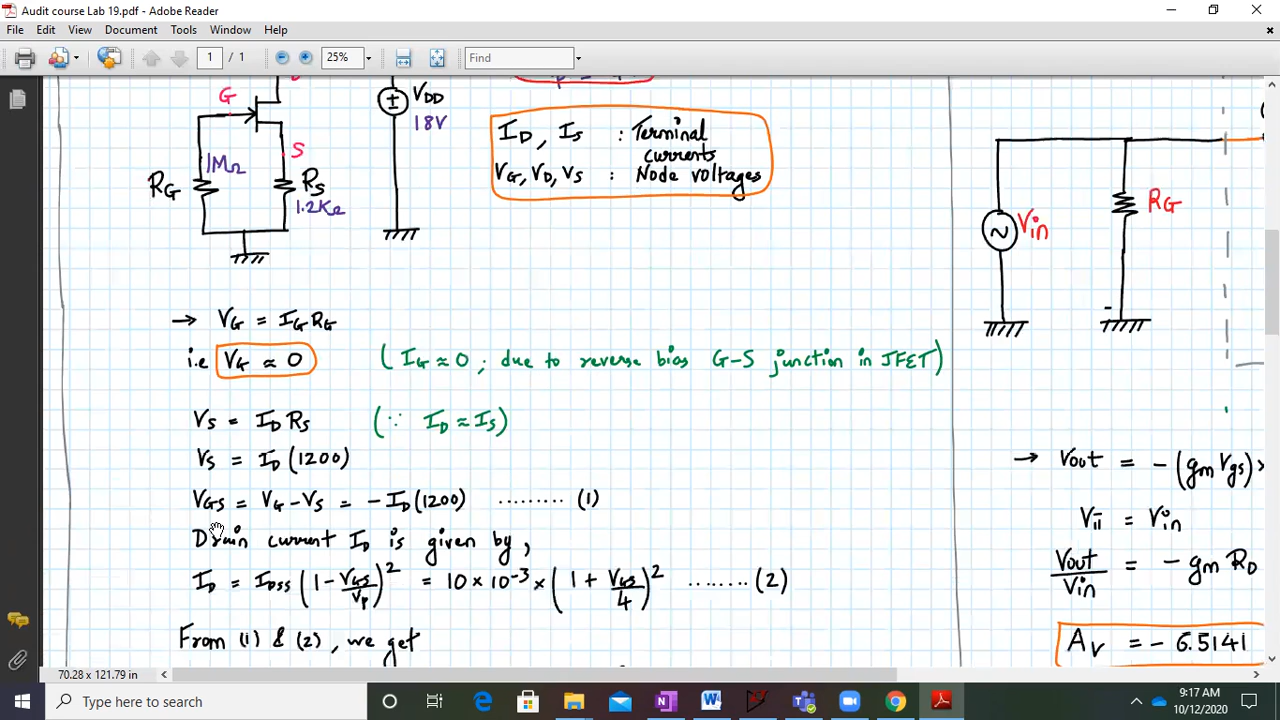 Audit course Lab 19.pdf - Adobe Reader
File Edit View Document Tools Window Help
1 / 1 25% Find
G
S
1MΩ
RG
RS
1.2KΩ
VDD
18V
ID, IS : Terminal
currents
VG, VD, VS : Node voltages
→ VG = IG RG
i.e VG ≈ 0 ( IG ≈ 0 ; due to reverse bias G-S junction in JFET)
VS = ID RS (∵ ID ≈ IS)
VS = ID (1200)
VGS = VG - VS = - ID (1200) ......... (1)
Drain current ID is given by,
ID = IDSS (1 - VGS/VP)² = 10 × 10⁻³ × (1 + VGS/4)² ........ (2)
From (1) & (2), we get
Vin
RG
→ Vout = - (gm Vgs) ×
Vπ = Vin
Vout/Vin = - gm RD
AV = - 6.5141
70.28 x 121.79 in
Type here to search
9:17 AM
10/12/2020